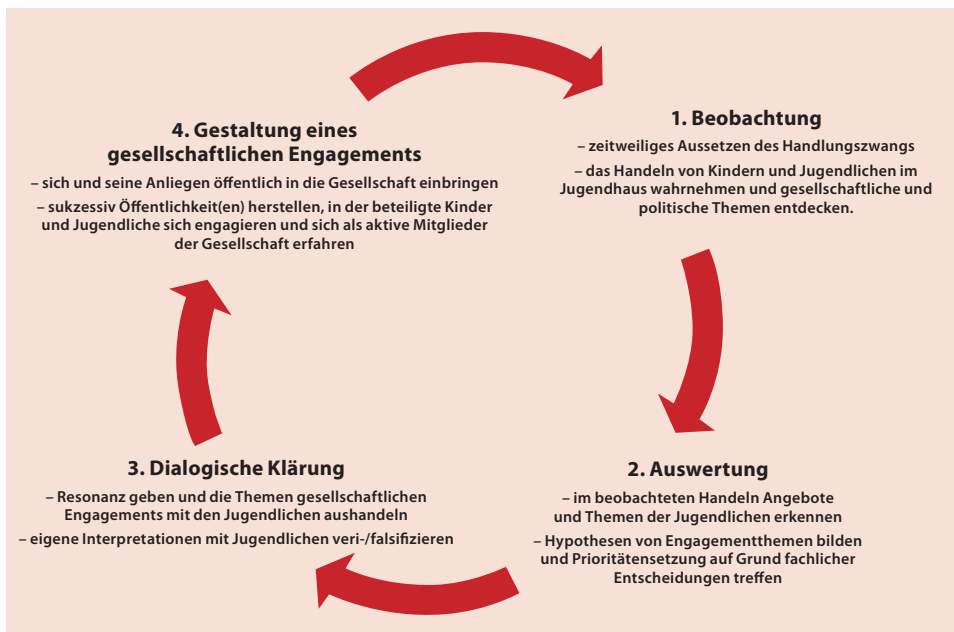 1. Beobachtung
– zeitweiliges Aussetzen des Handlungszwangs
– das Handeln von Kindern und Jugendlichen im
Jugendhaus wahrnehmen und gesellschaftliche und
politische Themen entdecken.
2. Auswertung
– im beobachteten Handeln Angebote
und Themen der Jugendlichen erkennen
– Hypothesen von Engagementthemen bilden
und Prioritätensetzung auf Grund fachlicher
Entscheidungen treffen
3. Dialogische Klärung
– Resonanz geben und die Themen gesellschaftlichen
Engagements mit den Jugendlichen aushandeln
– eigene Interpretationen mit Jugendlichen veri-/falsifizieren
4. Gestaltung eines
gesellschaftlichen Engagements
– sich und seine Anliegen öffentlich in die Gesellschaft einbringen
– sukzessiv Öffentlichkeit(en) herstellen, in der beteiligte Kinder
und Jugendliche sich engagieren und sich als aktive Mitglieder
der Gesellschaft erfahren